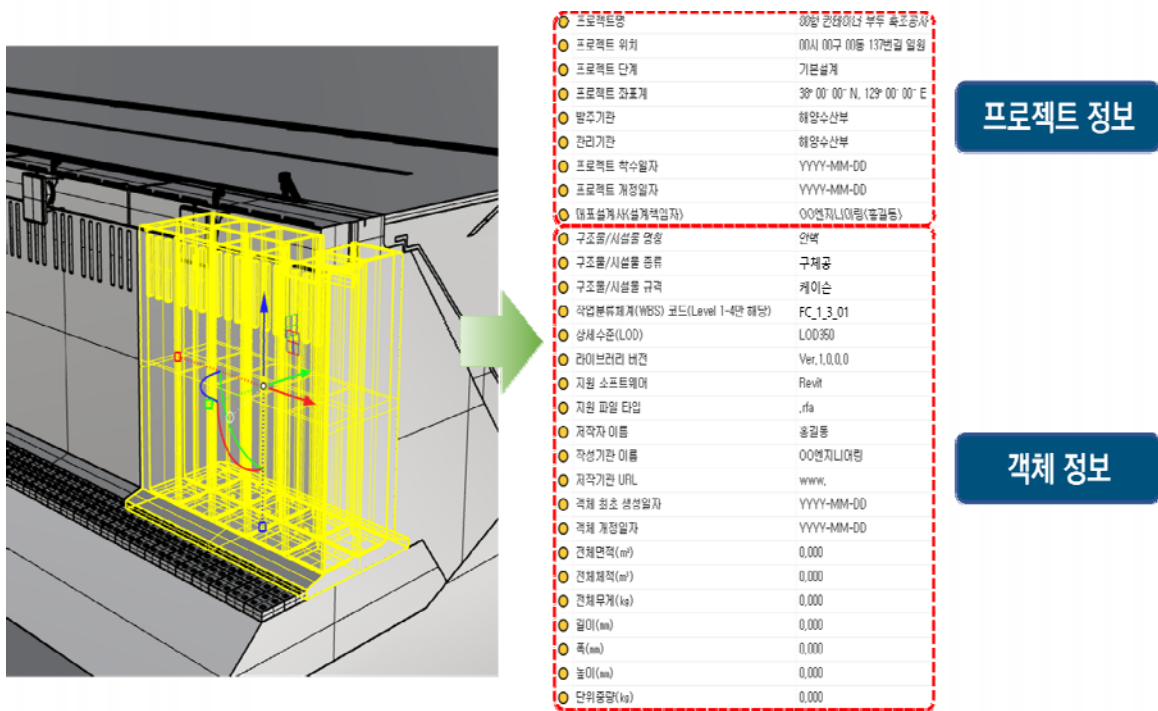 프로젝트명 00항 컨테이너 부두 축조공사
프로젝트 위치 00시 00구 00동 137번길 일원
프로젝트 단계 기본설계
프로젝트 좌표계 38° 00' 00" N, 129° 00' 00" E
발주기관 해양수산부
관리기관 해양수산부
프로젝트 착수일자 YYYY-MM-DD
프로젝트 개정일자 YYYY-MM-DD
대표설계사(설계책임자) OO엔지니어링(홍길동)
프로젝트 정보
구조물/시설물 명칭 안벽
구조물/시설물 종류 구체공
구조물/시설물 규격 케이슨
작업분류체계(WBS) 코드(Level 1-4만 해당) FC_1_3_01
상세수준(LOD) LOD350
라이브러리 버전 Ver.1.0.0.0
지원 소프트웨어 Revit
지원 파일 타입 .rfa
저작자 이름 홍길동
작성기관 이름 OO엔지니어링
저작기관 URL www.
객체 최초 생성일자 YYYY-MM-DD
객체 개정일자 YYYY-MM-DD
전체면적(㎡) 0.000
전체체적(㎥) 0.000
전체무게(kg) 0.000
길이(mm) 0.000
폭(mm) 0.000
높이(mm) 0.000
단위중량(kg) 0.000
객체 정보